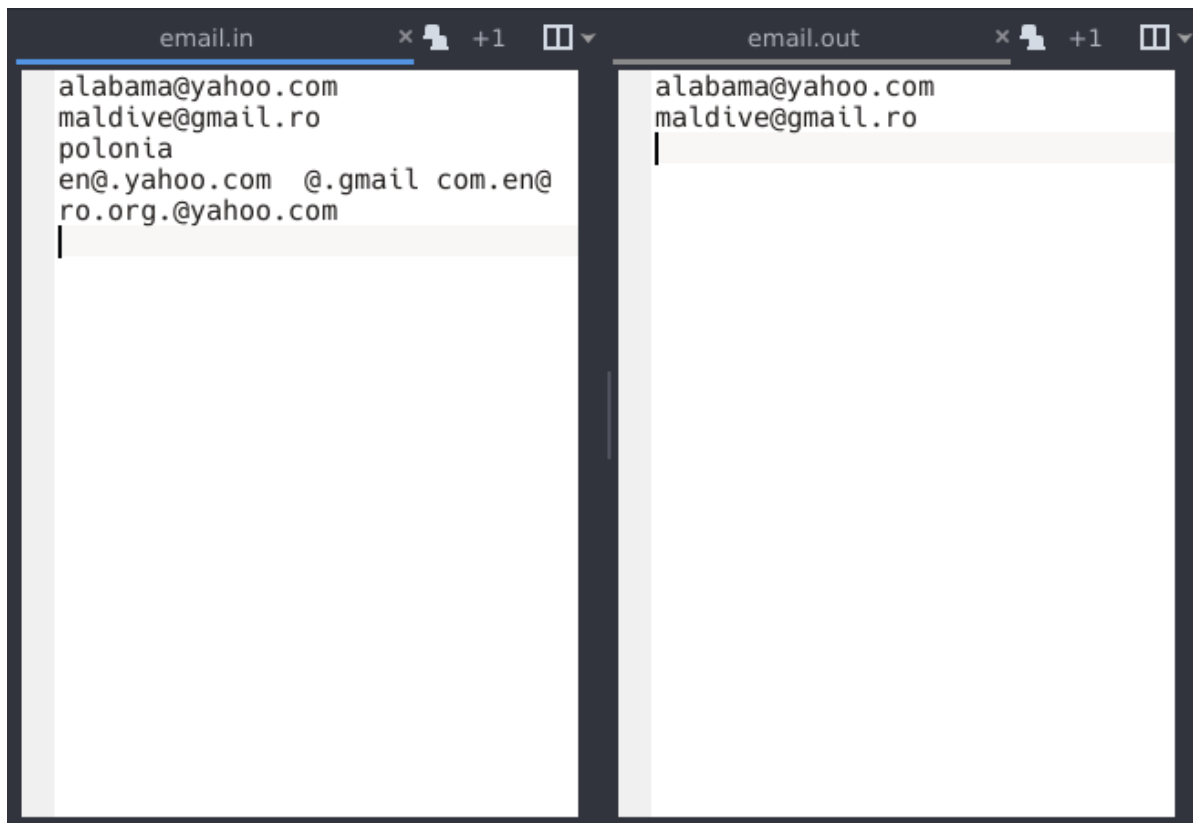 email.in × +1
alabama@yahoo.com
maldive@gmail.ro
polonia
en@.yahoo.com  @.gmail com.en@
ro.org.@yahoo.com
email.out × +1
alabama@yahoo.com
maldive@gmail.ro